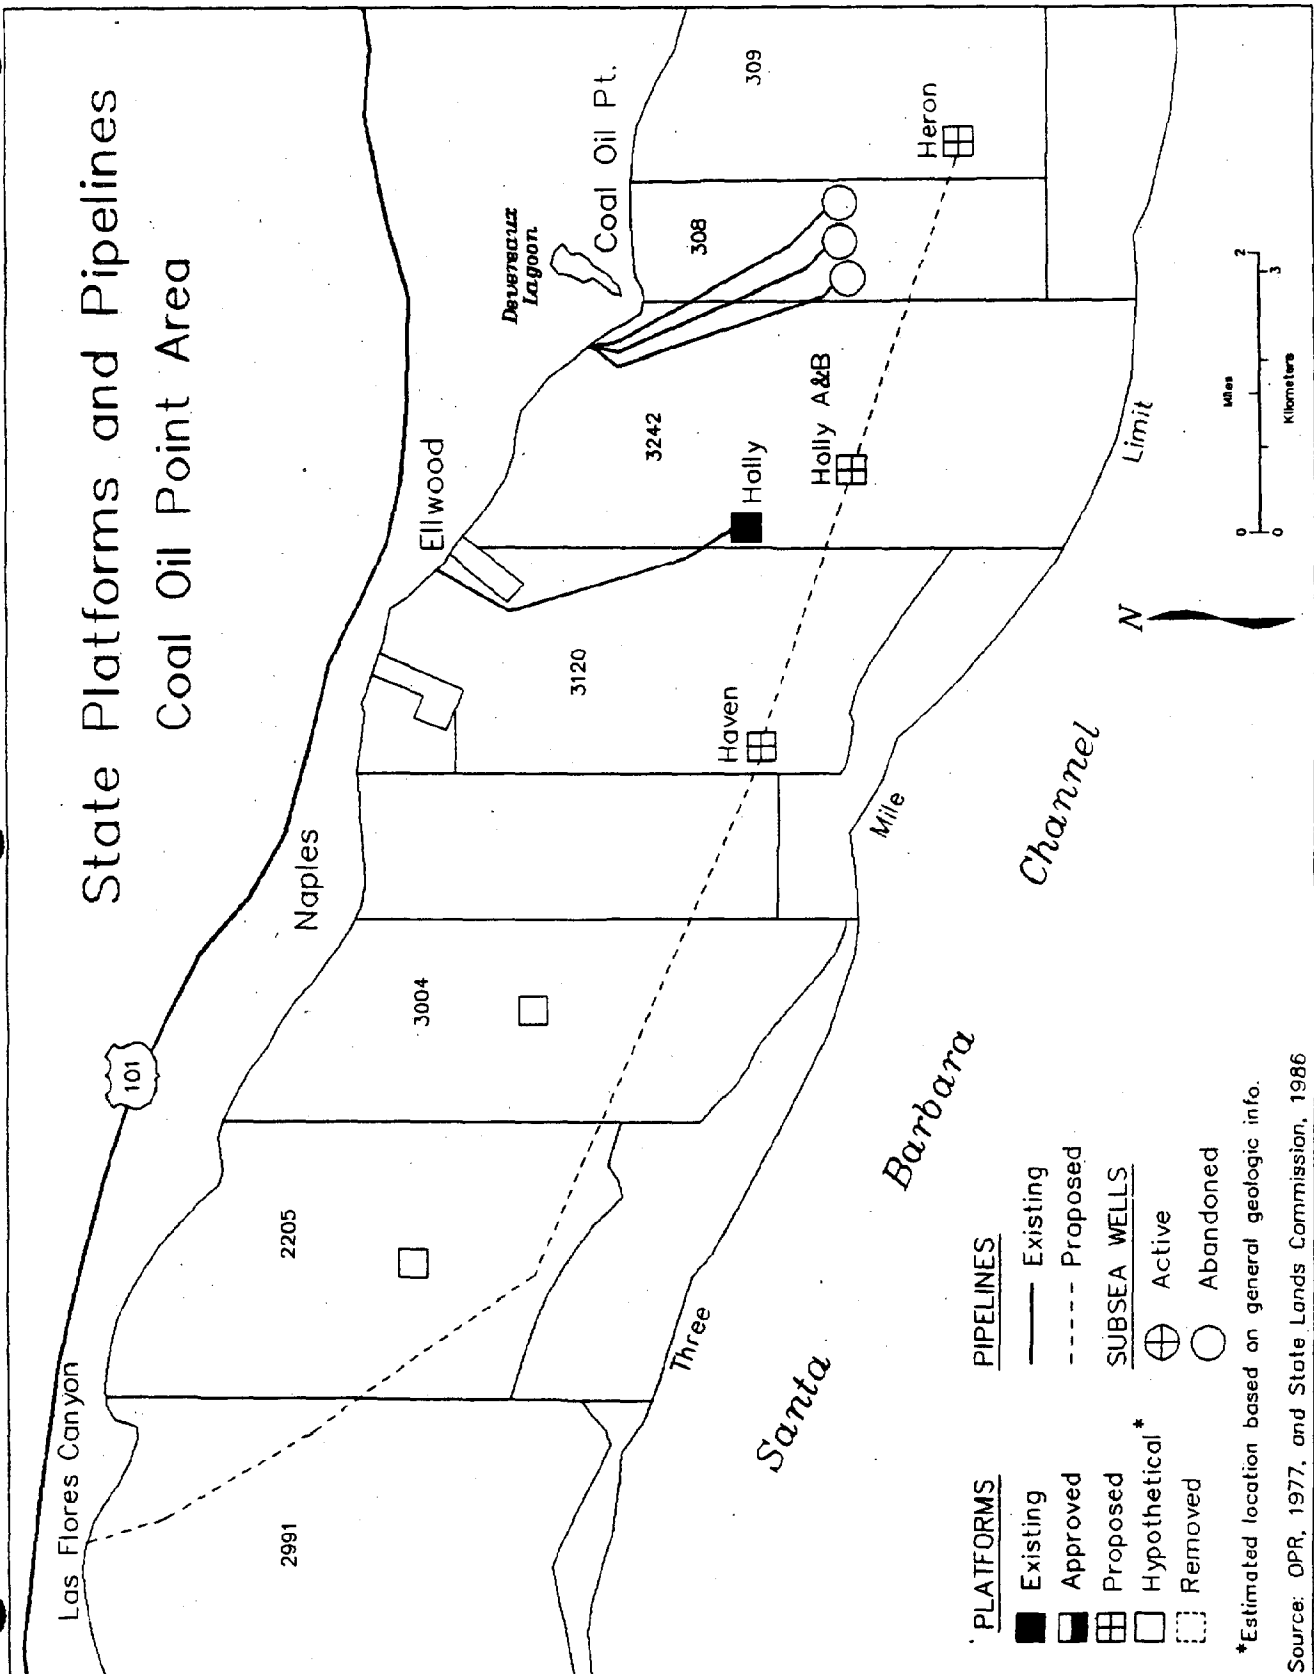 State Platforms and Pipelines
Coal Oil Point Area
Las Flores Canyon
101
Naples
Ellwood
Devereaux
Lagoon
Coal Oil Pt.
2991
2205
3004
3120
3242
308
309
Haven
Holly
Holly A&B
Heron
Three
Mile
Limit
Santa
Barbara
Channel
N
Miles
0
2
0
3
Kilometers
PLATFORMS
Existing
Approved
Proposed
Hypothetical*
Removed
PIPELINES
Existing
Proposed
SUBSEA WELLS
Active
Abandoned
*Estimated location based on general geologic info.
Source: OPR, 1977, and State Lands Commission, 1986